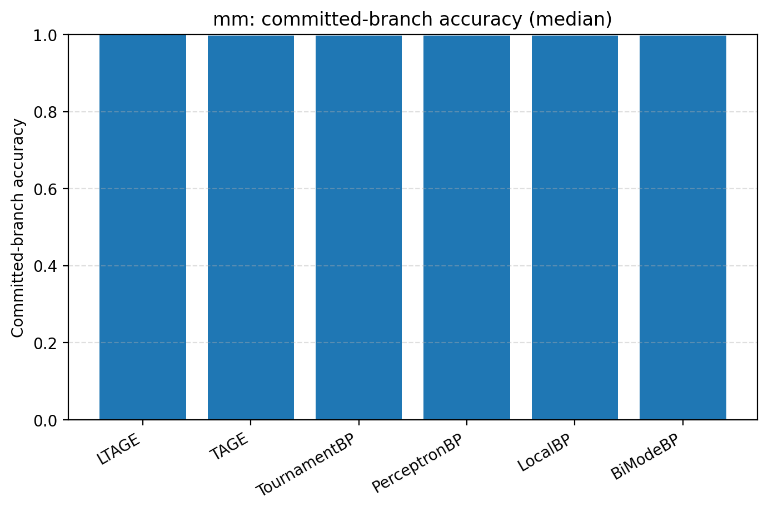 mm: committed-branch accuracy (median)
Committed-branch accuracy
1.0
0.8
0.6
0.4
0.2
0.0
LTAGE
TAGE
TournamentBP
PerceptronBP
LocalBP
BiModeBP